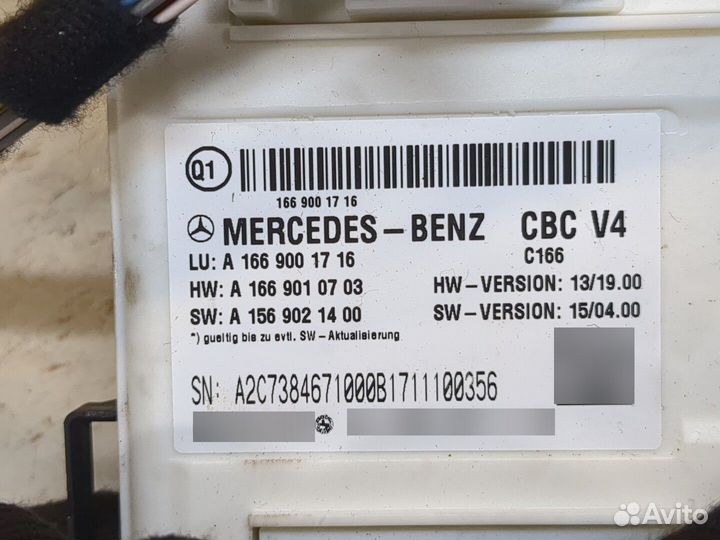 Q1
166 900 17 16
MERCEDES-BENZ CBC V4
C166
LU: A 166 900 17 16
HW: A 166 901 07 03 HW-VERSION: 13/19.00
SW: A 156 902 14 00 SW-VERSION: 15/04.00
*) gueltig bis zu evtl. SW-Aktualisierung
SN: A2C7384671000B1711100356
Avito